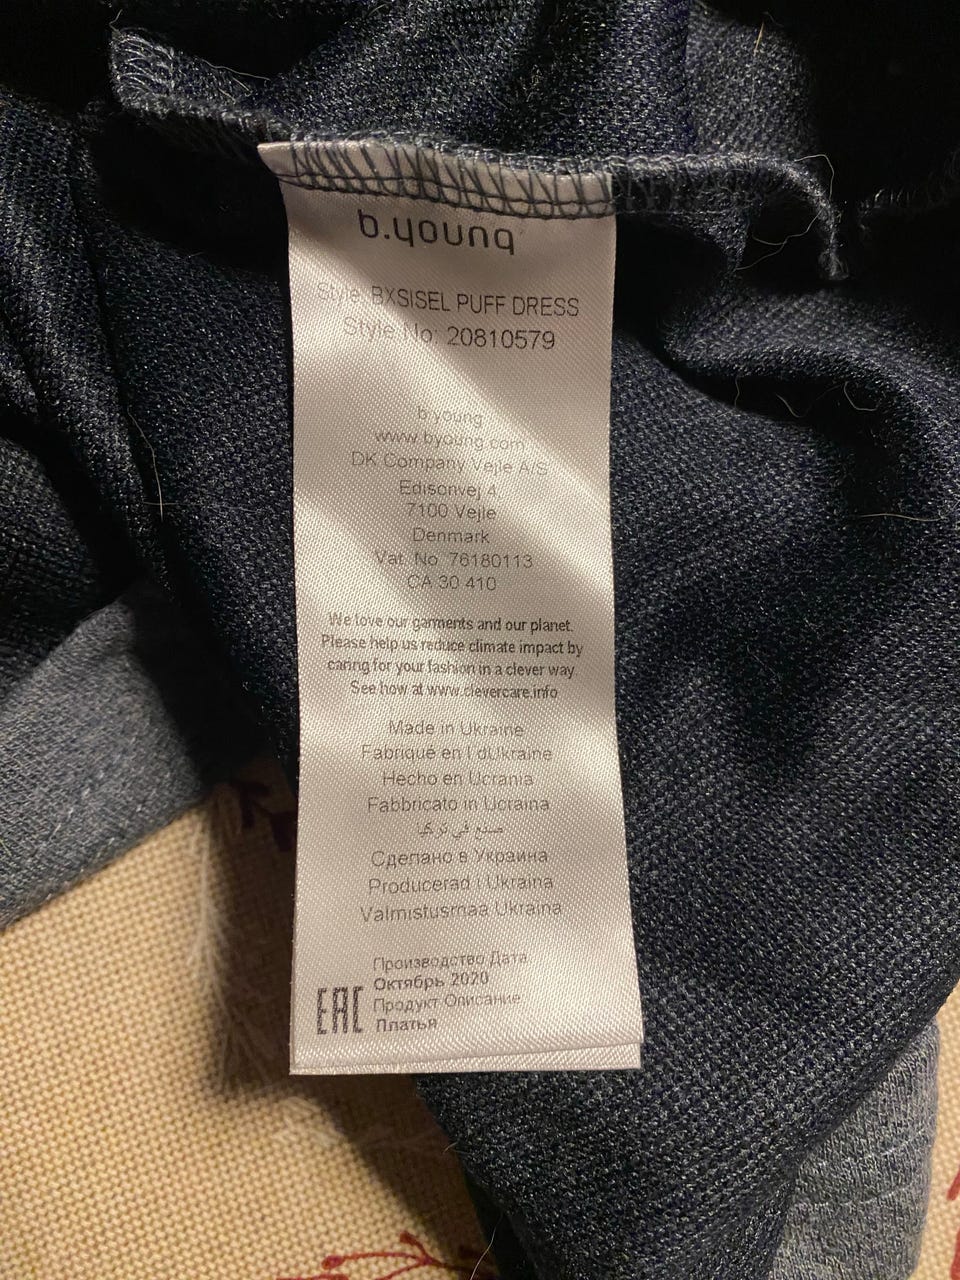 b.young
Style: BXSISEL PUFF DRESS
Style No: 20810579
b.young
www.byoung.com
DK Company Vejle A/S
Edisonvej 4.
7100 Vejle
Denmark
Vat. No. 76180113
CA 30 410
We love our garments and our planet.
Please help us reduce climate impact by
caring for your fashion in a clever way.
See how at www.clevercare.info
Made in Ukraine
Fabriqué en l dUkraine
Hecho en Ucrania
Fabbricato in Ucraina
صنع في تركيا
Сделано в Украина
Producerad i Ukraina
Valmistusmaa Ukraina
Производство Дата
Октябрь 2020
Продукт Описание
Платья
EAC